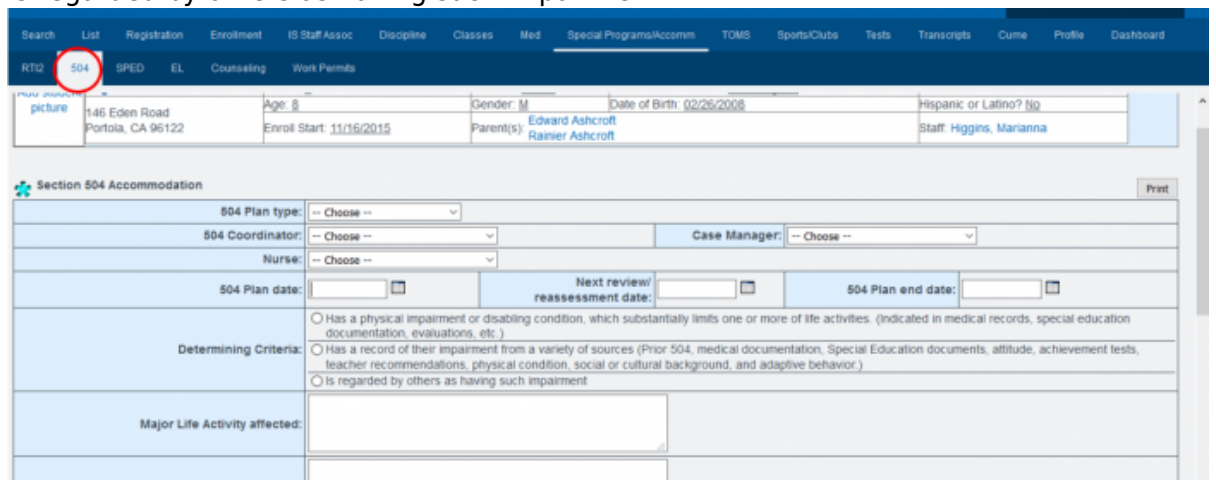 Search List Registration Enrollment IS Staff Assoc Discipline Classes Med Special Programs/Accomm TOMS Sports/Clubs Tests Transcripts Cume Profile Dashboard
RTI2 504 SPED EL Counseling Work Permits
picture
146 Eden Road
Portola, CA 96122
Age: 8 Gender: M Date of Birth: 02/26/2008 Hispanic or Latino? No
Enroll Start: 11/16/2015 Parent(s): Edward Ashcroft
Rainier Ashcroft
Staff: Higgins, Marianna
Section 504 Accommodation Print
504 Plan type: -- Choose --
504 Coordinator: -- Choose -- Case Manager: -- Choose --
Nurse: -- Choose --
504 Plan date: Next review/
reassessment date: 504 Plan end date:
Determining Criteria:
Has a physical impairment or disabling condition, which substantially limits one or more of life activities. (Indicated in medical records, special education
documentation, evaluations, etc.)
Has a record of their impairment from a variety of sources (Prior 504, medical documentation, Special Education documents, attitude, achievement tests,
teacher recommendations, physical condition, social or cultural background, and adaptive behavior.)
Is regarded by others as having such impairment
Major Life Activity affected: